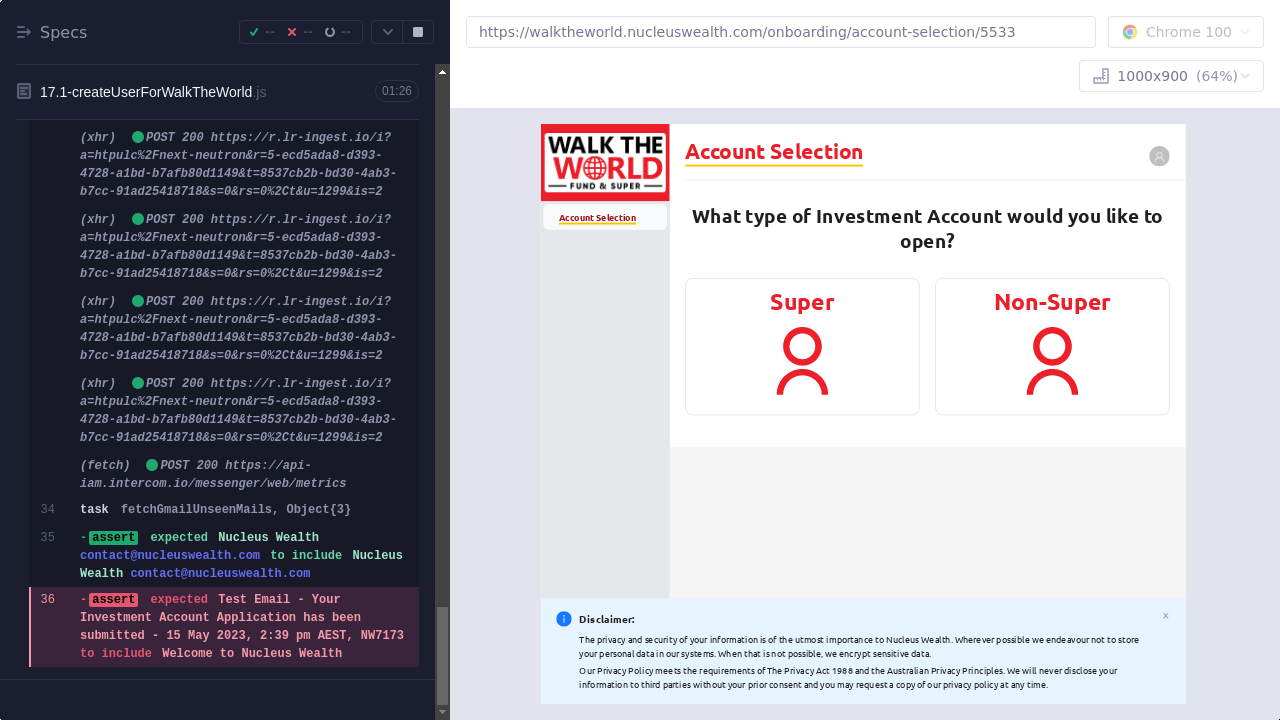 Specs
-- -- --
17.1-createUserForWalkTheWorld.js 01:26
(xhr) POST 200 https://r.lr-ingest.io/i?
a=htpulc%2Fnext-neutron&r=5-ecd5ada8-d393-
4728-a1bd-b7afb80d1149&t=8537cb2b-bd30-4ab3-
b7cc-91ad25418718&s=0&rs=0%2Ct&u=1299&is=2
(xhr) POST 200 https://r.lr-ingest.io/i?
a=htpulc%2Fnext-neutron&r=5-ecd5ada8-d393-
4728-a1bd-b7afb80d1149&t=8537cb2b-bd30-4ab3-
b7cc-91ad25418718&s=0&rs=0%2Ct&u=1299&is=2
(xhr) POST 200 https://r.lr-ingest.io/i?
a=htpulc%2Fnext-neutron&r=5-ecd5ada8-d393-
4728-a1bd-b7afb80d1149&t=8537cb2b-bd30-4ab3-
b7cc-91ad25418718&s=0&rs=0%2Ct&u=1299&is=2
(xhr) POST 200 https://r.lr-ingest.io/i?
a=htpulc%2Fnext-neutron&r=5-ecd5ada8-d393-
4728-a1bd-b7afb80d1149&t=8537cb2b-bd30-4ab3-
b7cc-91ad25418718&s=0&rs=0%2Ct&u=1299&is=2
(fetch) POST 200 https://api-
iam.intercom.io/messenger/web/metrics
34 task fetchGmailUnseenMails, Object{3}
35 -assert expected Nucleus Wealth
contact@nucleuswealth.com to include Nucleus
Wealth contact@nucleuswealth.com
36 -assert expected Test Email - Your
Investment Account Application has been
submitted - 15 May 2023, 2:39 pm AEST, NW7173
to include Welcome to Nucleus Wealth
https://walktheworld.nucleuswealth.com/onboarding/account-selection/5533
Chrome 100
1000x900 (64%)
WALK THE
WORLD
FUND & SUPER
Account Selection
Account Selection
What type of Investment Account would you like to
open?
Super
Non-Super
Disclaimer:
The privacy and security of your information is of the utmost importance to Nucleus Wealth. Wherever possible we endeavour not to store
your personal data in our systems. When that is not possible, we encrypt sensitive data.
Our Privacy Policy meets the requirements of The Privacy Act 1988 and the Australian Privacy Principles. We will never disclose your
information to third parties without your prior consent and you may request a copy of our privacy policy at any time.